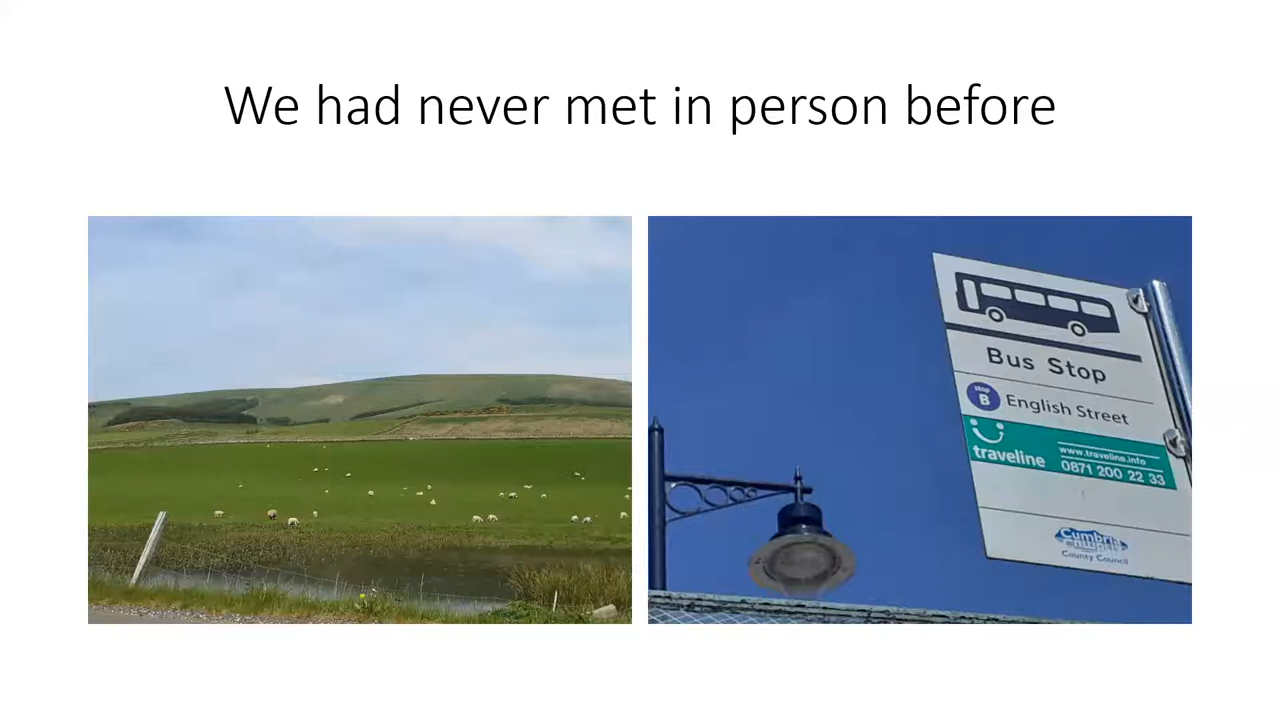 We had never met in person before
Bus Stop
stop
B
English Street
traveline
www.traveline.info
0871 200 22 33
Cumbria
County Council